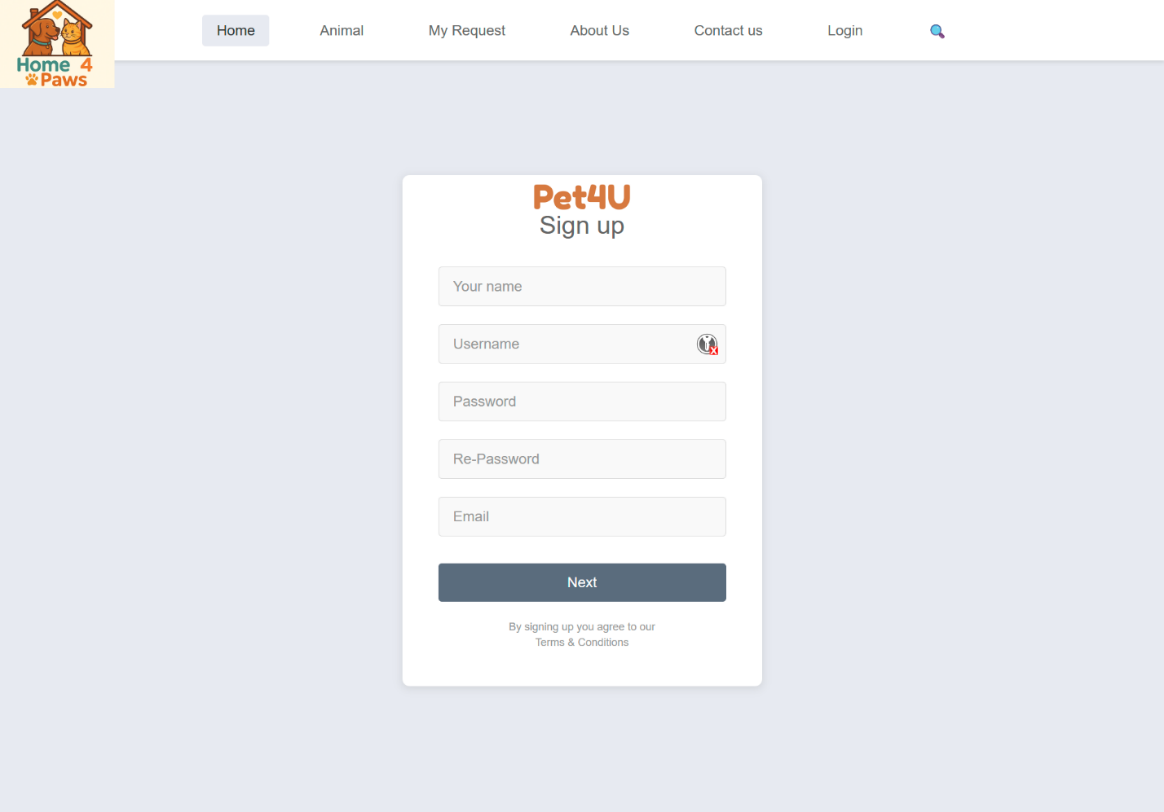 Home 4
Paws
Home
Animal
My Request
About Us
Contact us
Login
Pet4U
Sign up
Your name
Username
Password
Re-Password
Email
Next
By signing up you agree to our
Terms & Conditions